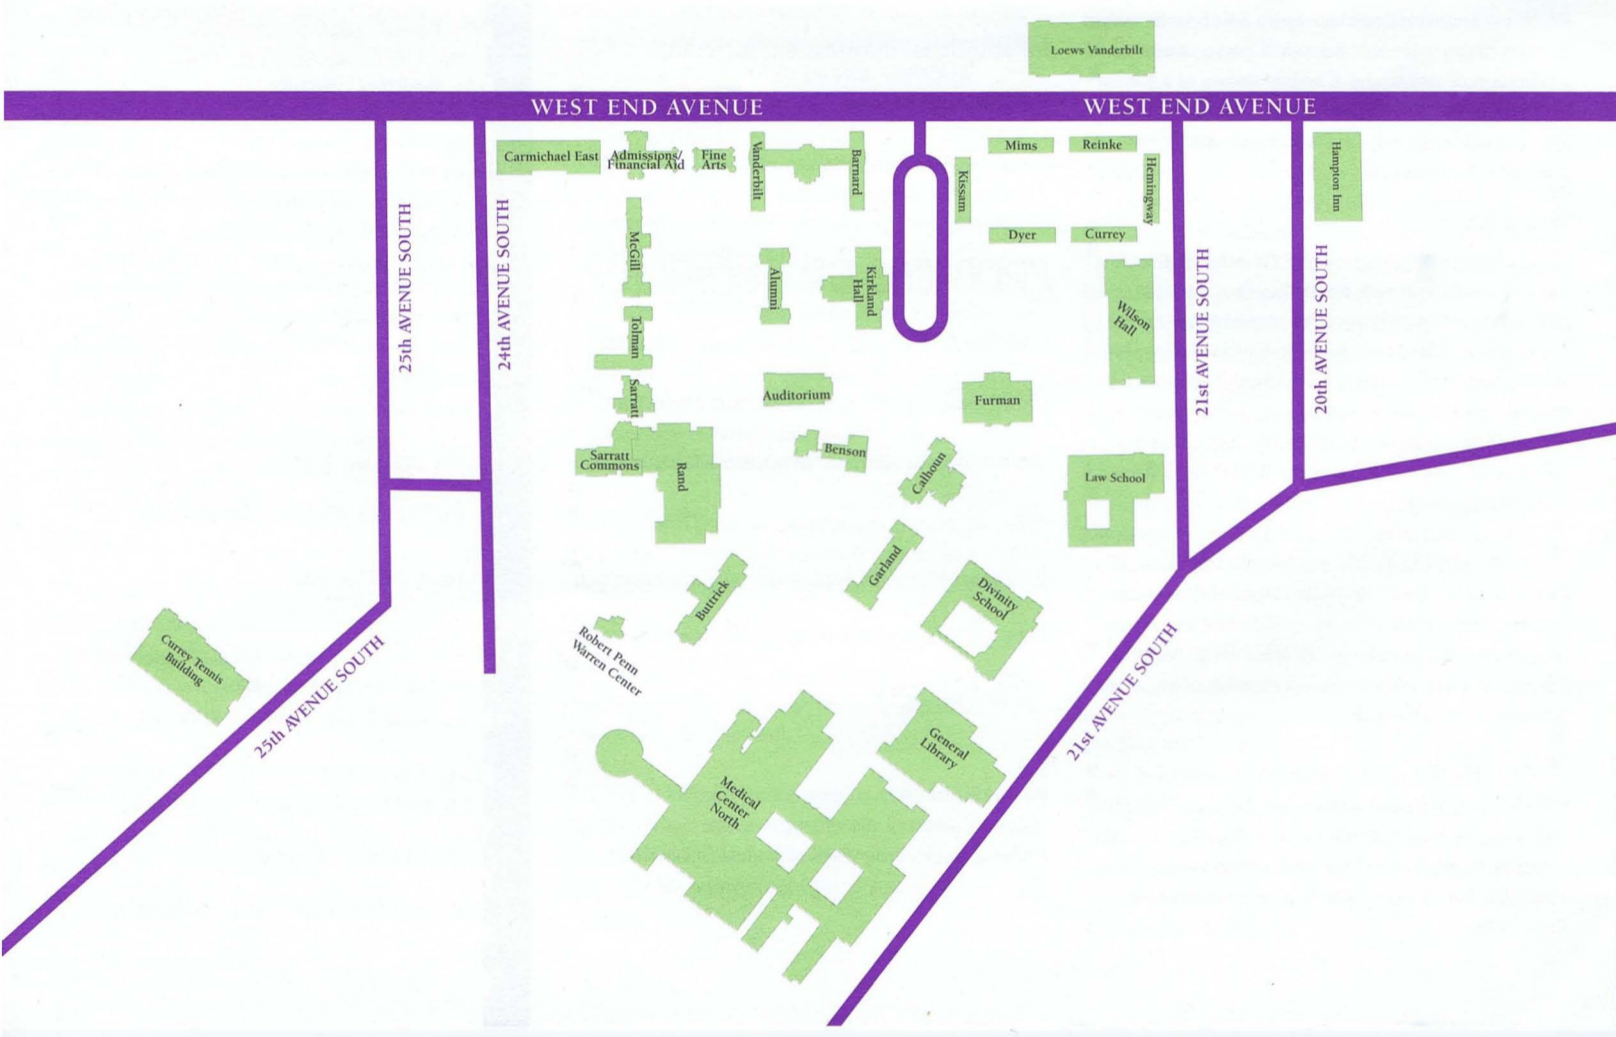 Loews Vanderbilt
WEST END AVENUE
WEST END AVENUE
Carmichael East
Admissions/
Financial Aid
Fine
Arts
Vanderbilt
Barnard
Kissam
Mims
Reinke
Hemingway
Hampton Inn
Dyer
Currey
25th AVENUE SOUTH
24th AVENUE SOUTH
McGill
Alumni
Kirkland
Hall
Wilson
Hall
21st AVENUE SOUTH
20th AVENUE SOUTH
Tolman
Sarratt
Auditorium
Furman
Sarratt
Commons
Rand
Benson
Calhoun
Law School
Buttrick
Garland
Divinity
School
Robert Penn
Warren Center
Currey Tennis
Building
25th AVENUE SOUTH
21st AVENUE SOUTH
General
Library
Medical
Center
North